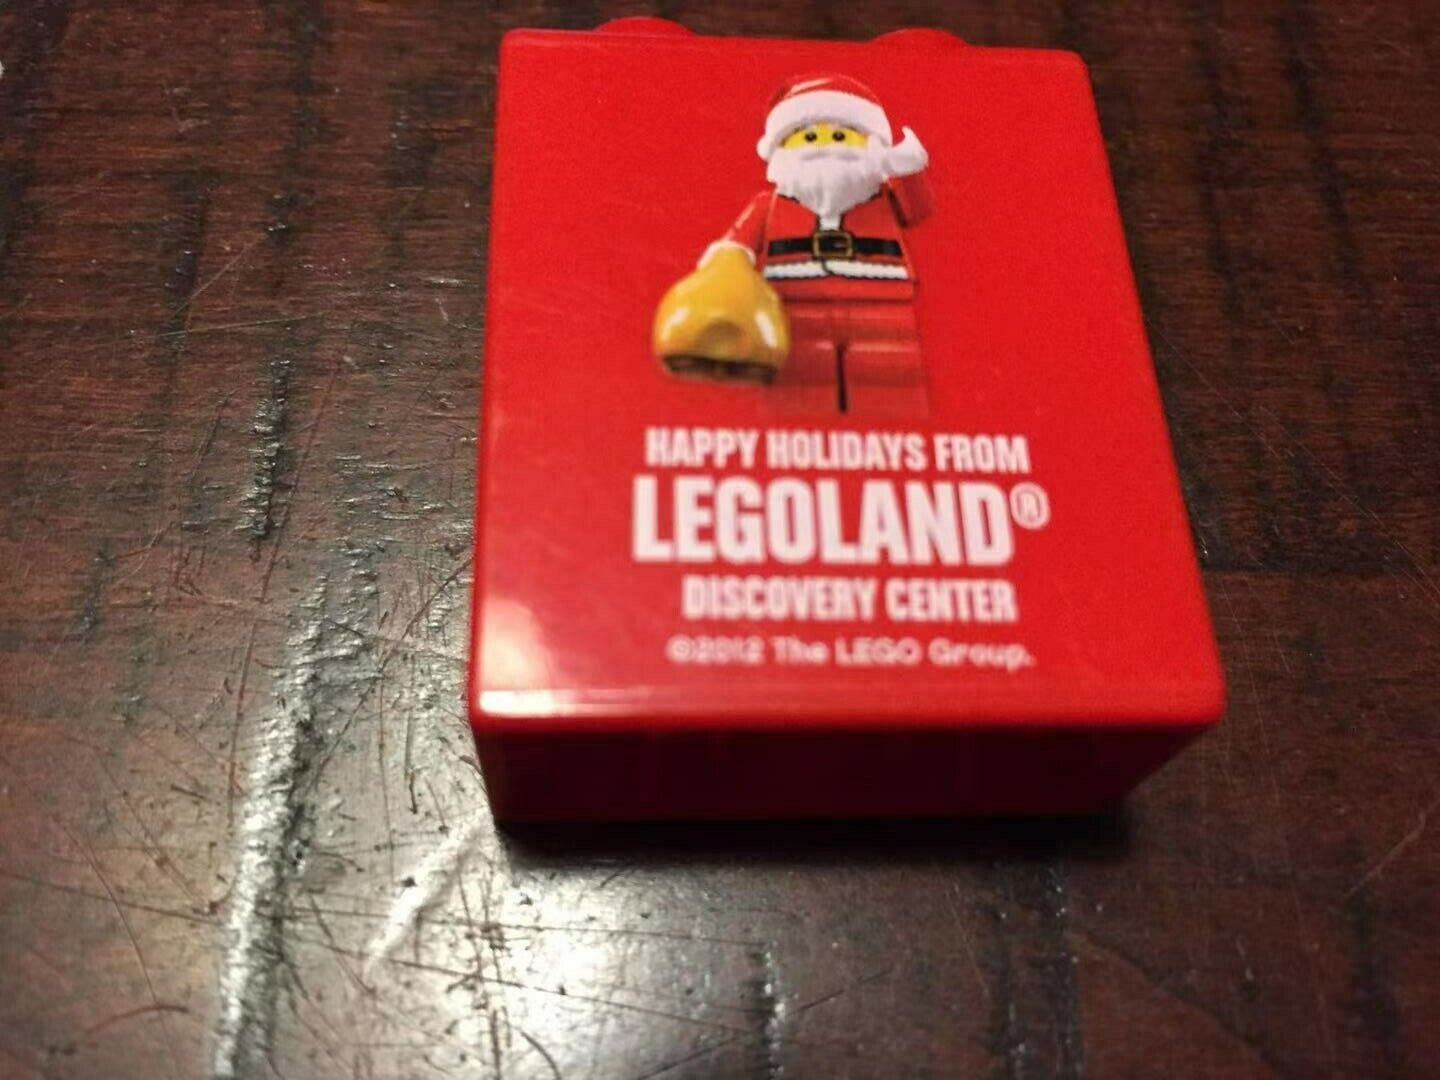 HAPPY HOLIDAYS FROM
LEGOLAND®
DISCOVERY CENTER
©2012 The LEGO Group.